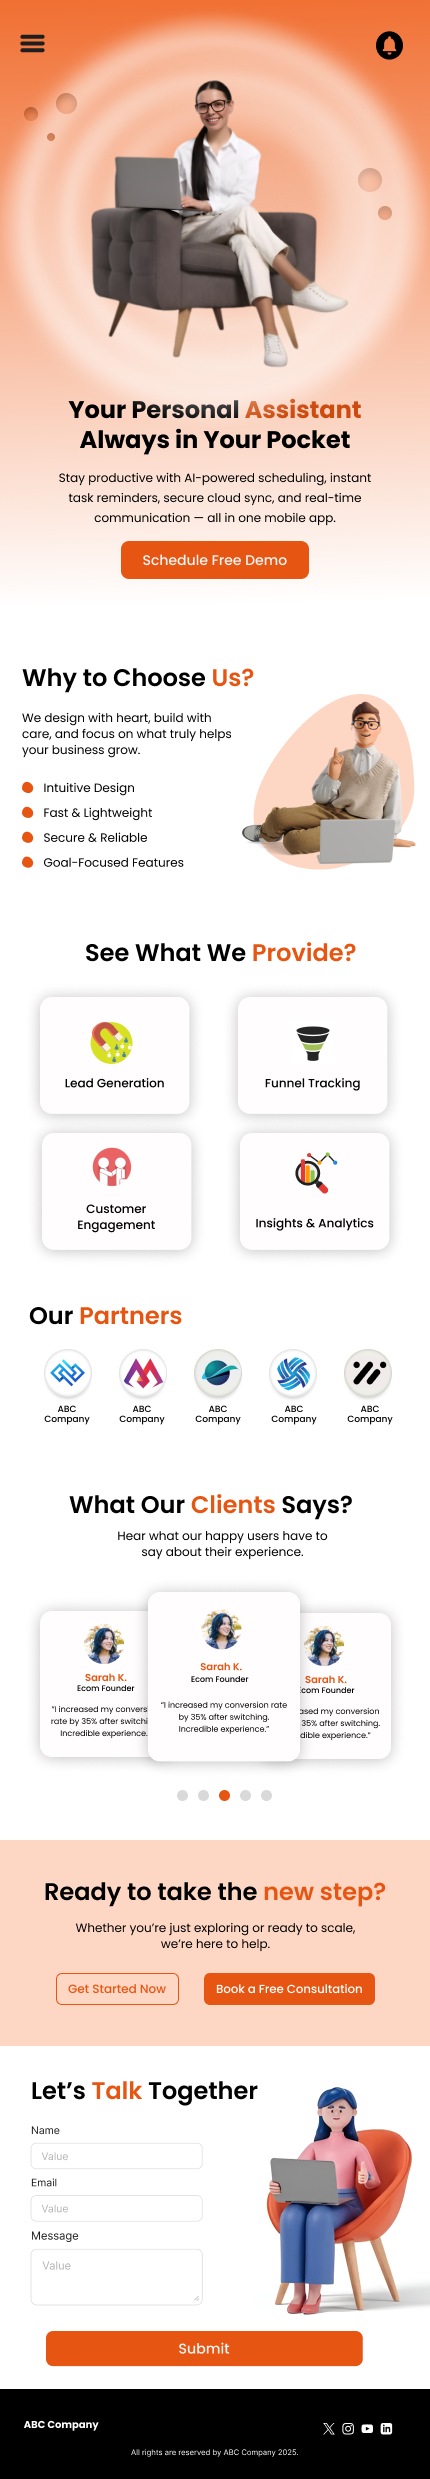 Your Personal Assistant
Always in Your Pocket
Stay productive with AI-powered scheduling, instant
task reminders, secure cloud sync, and real-time
communication — all in one mobile app.
Schedule Free Demo
Why to Choose Us?
We design with heart, build with
care, and focus on what truly helps
your business grow.
Intuitive Design
Fast & Lightweight
Secure & Reliable
Goal-Focused Features
See What We Provide?
Lead Generation
Funnel Tracking
Customer
Engagement
Insights & Analytics
Our Partners
ABC
Company
ABC
Company
ABC
Company
ABC
Company
ABC
Company
What Our Clients Says?
Hear what our happy users have to
say about their experience.
Sarah K.
Ecom Founder
"I increased my convers
rate by 35% after switchi
Incredible experience.
Sarah K.
Ecom Founder
"I increased my conversion rate
by 35% after switching.
Incredible experience."
Sarah K.
com Founder
ased my conversion
35% after switching.
dible experience."
Ready to take the new step?
Whether you're just exploring or ready to scale,
we're here to help.
Get Started Now
Book a Free Consultation
Let's Talk Together
Name
Value
Email
Value
Message
Value
Submit
ABC Company
All rights are reserved by ABC Company 2025.